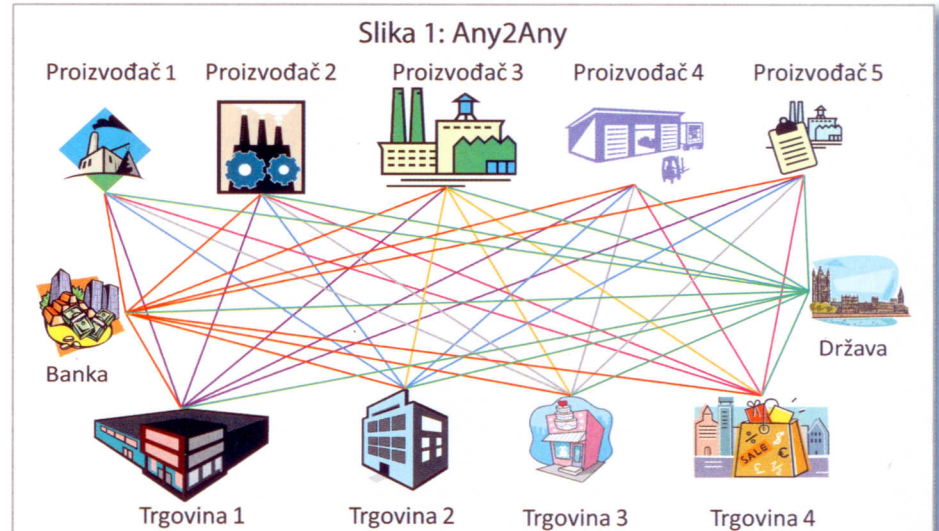 Slika 1: Any2Any
Proizvođač 1 Proizvođač 2 Proizvođač 3 Proizvođač 4 Proizvođač 5
Banka
Država
SALE
Trgovina 1 Trgovina 2 Trgovina 3 Trgovina 4